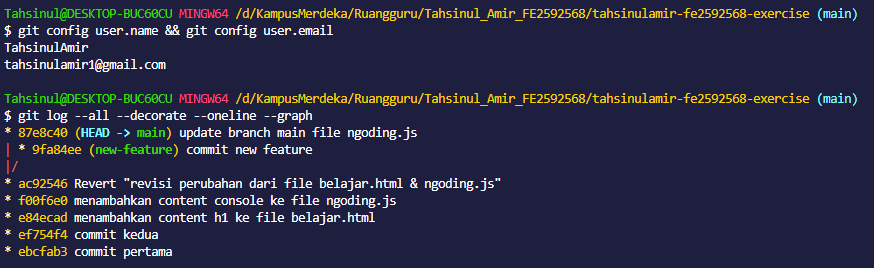 Tahsinul@DESKTOP-BUC60CU MINGW64 /d/KampusMerdeka/Ruangguru/Tahsinul_Amir_FE2592568/tahsinulamir-fe2592568-exercise (main)
$ git config user.name && git config user.email
TahsinulAmir
tahsinulamir1@gmail.com
Tahsinul@DESKTOP-BUC60CU MINGW64 /d/KampusMerdeka/Ruangguru/Tahsinul_Amir_FE2592568/tahsinulamir-fe2592568-exercise (main)
$ git log --all --decorate --oneline --graph
* 87e8c40 (HEAD -> main) update branch main file ngoding.js
| * 9fa84ee (new-feature) commit new feature
|/
* ac92546 Revert "revisi perubahan dari file belajar.html & ngoding.js"
* f00f6e0 menambahkan content console ke file ngoding.js
* e84ecad menambahkan content h1 ke file belajar.html
* ef754f4 commit kedua
* ebcfab3 commit pertama